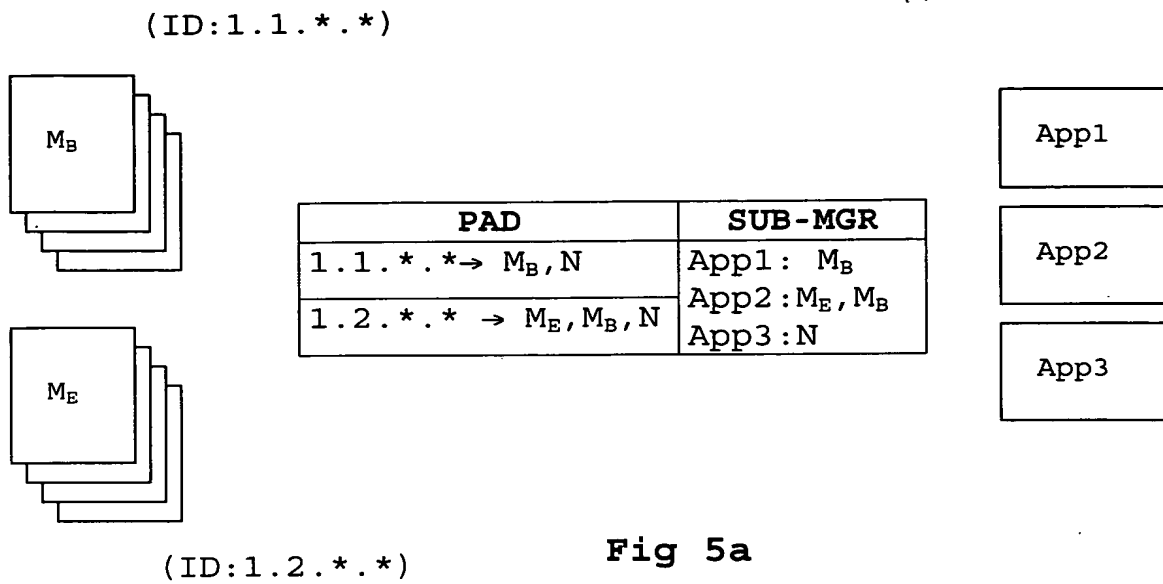 (ID:1.1.*.*)
M_B
App1
PAD SUB-MGR
1.1.*.*→ M_B,N App1: M_B
App2:M_E,M_B
1.2.*.* → M_E,M_B,N
App3:N
App2
M_E
App3
(ID:1.2.*.*)
Fig 5a